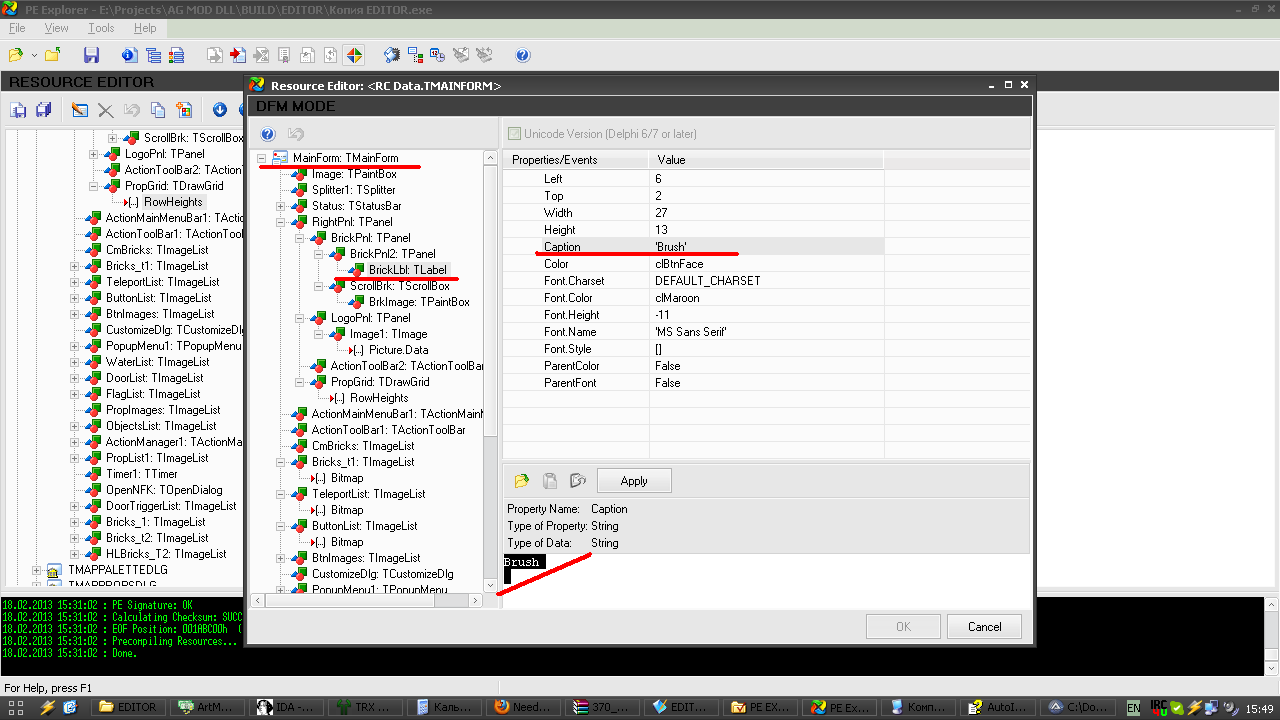 PE Explorer - E:\Projects\AG MOD DLL\BUILD\EDITOR\Копия EDITOR.exe
File View Tools Help
RESOURCE EDITOR
ScrollBrk: TScrollBox
LogoPnl: TPanel
ActionToolBar2: TAction
PropGrid: TDrawGrid
RowHeights
ActionMainMenuBar1: TAction
ActionToolBar1: TAction
CmBricks: TImageList
Bricks_t1: TImageList
TeleportList: TImageList
ButtonList: TImageList
BtnImages: TImageList
CustomizeDlg: TCustomizeDlg
PopupMenu1: TPopupMenu
WaterList: TImageList
DoorList: TImageList
FlagList: TImageList
PropImages: TImageList
ObjectsList: TImageList
ActionManager1: TActionMa
PropList1: TImageList
Timer1: TTimer
OpenNFK: TOpenDialog
DoorTriggerList: TImageList
Bricks_1: TImageList
Bricks_t2: TImageList
HLBricks_T2: TImageList
TMAPPALETTEDLG
TMAPPROPSDLG
Resource Editor: <RC Data.TMAINFORM>
DFM MODE
MainForm: TMainForm
Image: TPaintBox
Splitter1: TSplitter
Status: TStatusBar
RightPnl: TPanel
BrickPnl: TPanel
BrickPnl2: TPanel
BrickLbl: TLabel
ScrollBrk: TScrollBox
BrkImage: TPaintBox
LogoPnl: TPanel
Image1: TImage
Picture.Data
ActionToolBar2: TActionToolBar
PropGrid: TDrawGrid
RowHeights
ActionMainMenuBar1: TActionMainM
ActionToolBar1: TActionToolBar
CmBricks: TImageList
Bricks_t1: TImageList
Bitmap
TeleportList: TImageList
Bitmap
ButtonList: TImageList
Bitmap
BtnImages: TImageList
CustomizeDlg: TCustomizeDlg
PopupMenu1: TPopupMenu
Unicode Version (Delphi 6/7 or later)
Properties/Events Value
Left 6
Top 2
Width 27
Height 13
Caption 'Brush'
Color clBtnFace
Font.Charset DEFAULT_CHARSET
Font.Color clMaroon
Font.Height -11
Font.Name 'MS Sans Serif'
Font.Style []
ParentColor False
ParentFont False
Apply
Property Name: Caption
Type of Property: String
Type of Data: String
Brush
OK Cancel
18.02.2013 15:31:02 : PE Signature: OK
18.02.2013 15:31:02 : Calculating Checksum: SUCC
18.02.2013 15:31:02 : EOF Position: 001ABC00h (
18.02.2013 15:31:02 : Precompiling Resources...
18.02.2013 15:31:02 : Done.
For Help, press F1
EDITOR ArtM... IDA - ... TRX ... Каль... Need... 370_... EDIT... PE EX... PE Ex... Комп... AutoI... C:\Do... EN IRC 15:49